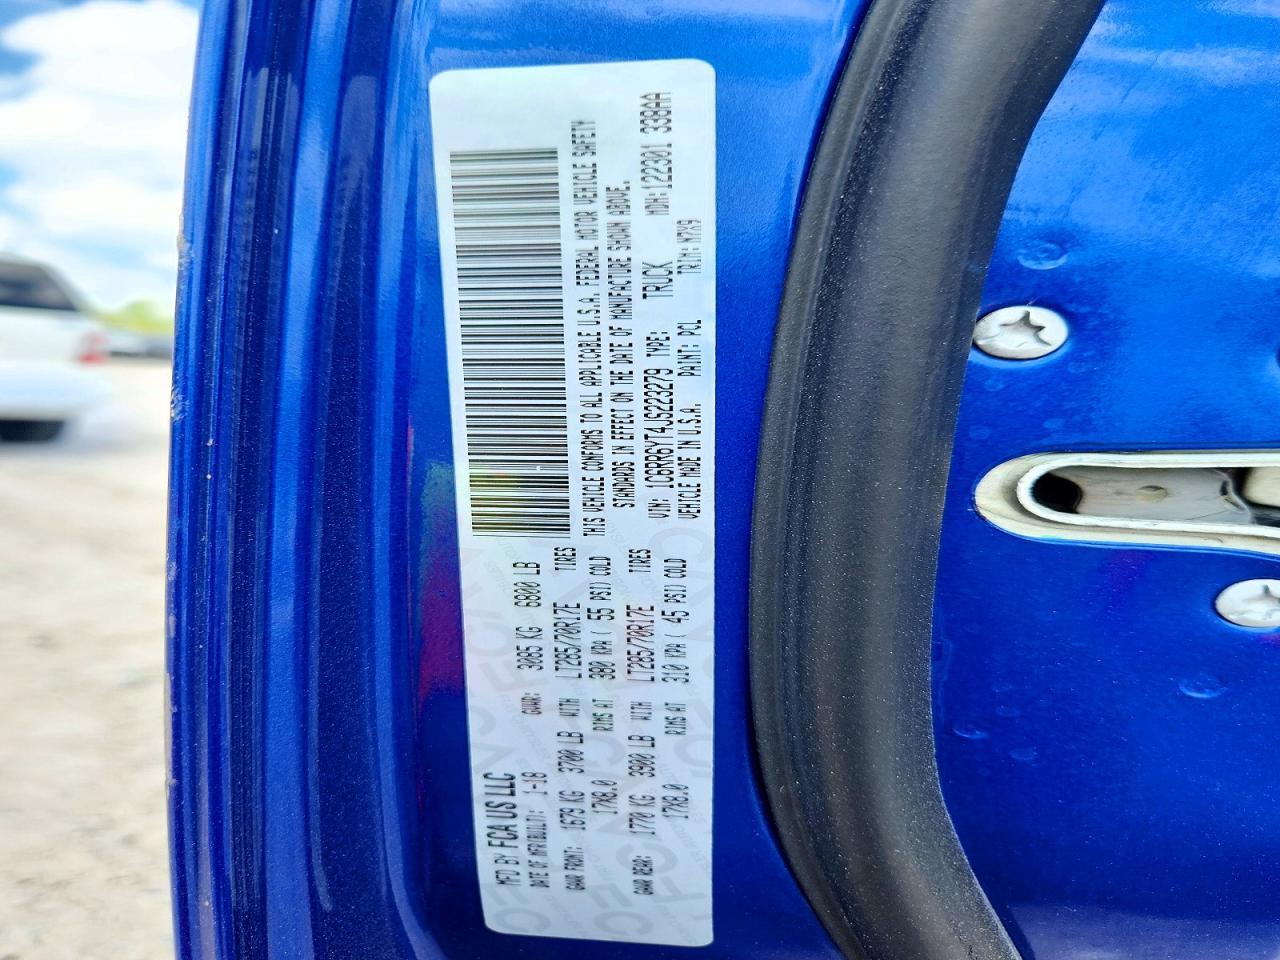 MFD BY FCA US LLC
DATE OF MFR(BUILT): 1-18 GVWR: 3085 KG 6800 LB
GAWR FRONT: 1679 KG 3700 LB WITH LT285/70R17E TIRES
17X8.0 RIMS AT 380 KPA( 55 PSI) COLD
GAWR REAR: 1770 KG 3900 LB WITH LT285/70R17E TIRES
17X8.0 RIMS AT 310 KPA( 45 PSI) COLD
THIS VEHICLE CONFORMS TO ALL APPLICABLE U.S.A. FEDERAL MOTOR VEHICLE SAFETY
STANDARDS IN EFFECT ON THE DATE OF MANUFACTURE SHOWN ABOVE.
VIN: 1C6RR6YT4JS223279 TYPE: TRUCK MDH:122301 338AA
VEHICLE MADE IN U.S.A. PAINT: PCL TRIM: N7X9